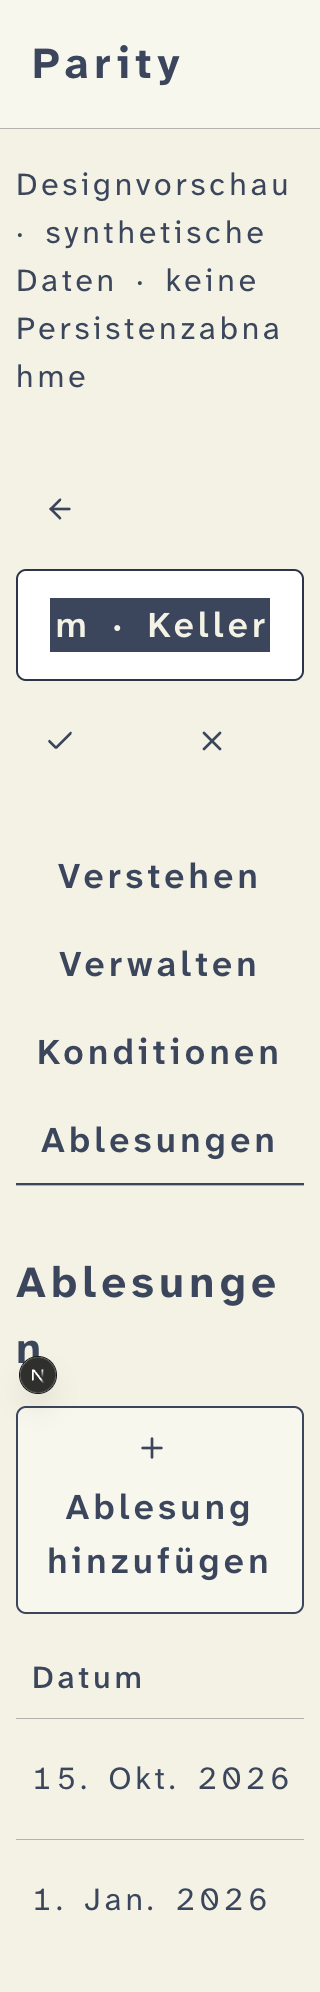 Parity
Designvorschau
· synthetische
Daten · keine
Persistenzabna
hme
m · Keller
Verstehen
Verwalten
Konditionen
Ablesungen
Ablesunge
n
N
Ablesung
hinzufügen
Datum
15. Okt. 2026
1. Jan. 2026